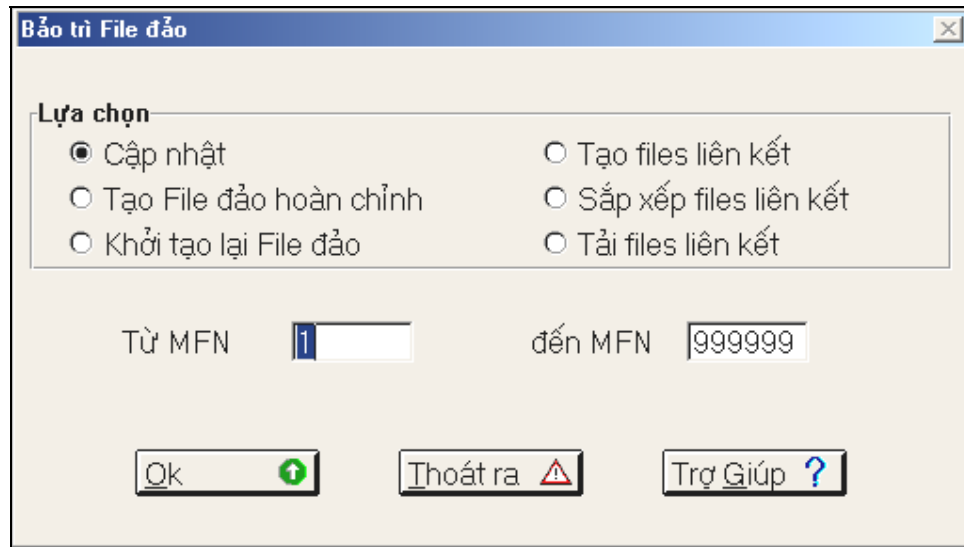 Bảo trì File đảo
Lựa chọn
Cập nhật
Tạo File đảo hoàn chỉnh
Khởi tạo lại File đảo
Tạo files liên kết
Sắp xếp files liên kết
Tải files liên kết
Từ MFN 1 đến MFN 999999
Ok Thoát ra Trợ Giúp ?